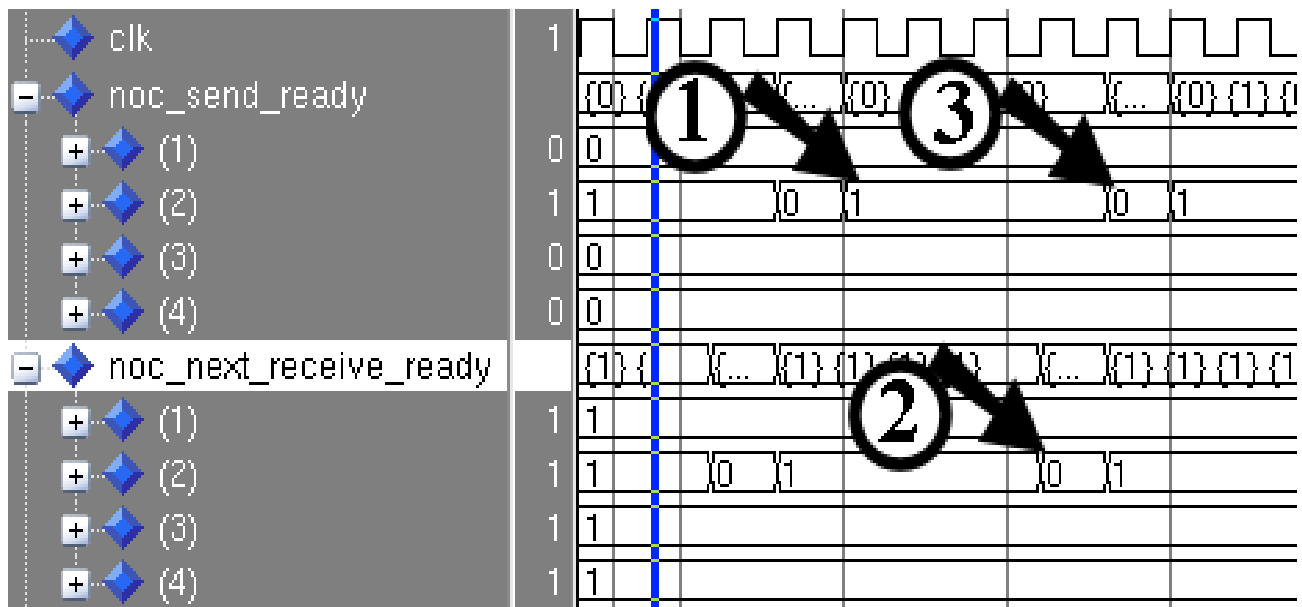 clk 1
noc_send_ready {0} { {... {0} } {... {0} {1} {
(1) 0 0
(2) 1 1 0 1 0 1
(3) 0 0
(4) 0 0
noc_next_receive_ready {1} { {... {1} {1} {1} {1} {... {1} {1} {1} {1
(1) 1 1
(2) 1 1 0 1 0 1
(3) 1 1
(4) 1 1
1
3
2